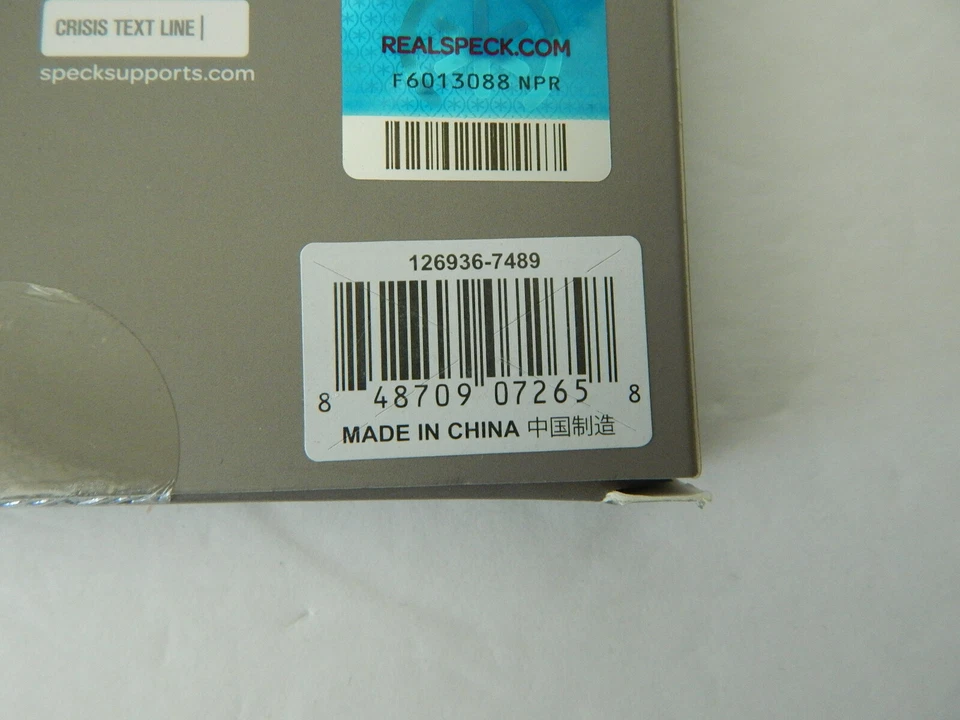 CRISIS TEXT LINE|
specksupports.com
REALSPECK.COM
F6013088 NPR
126936-7489
8 48709 07265 8
MADE IN CHINA 中国制造